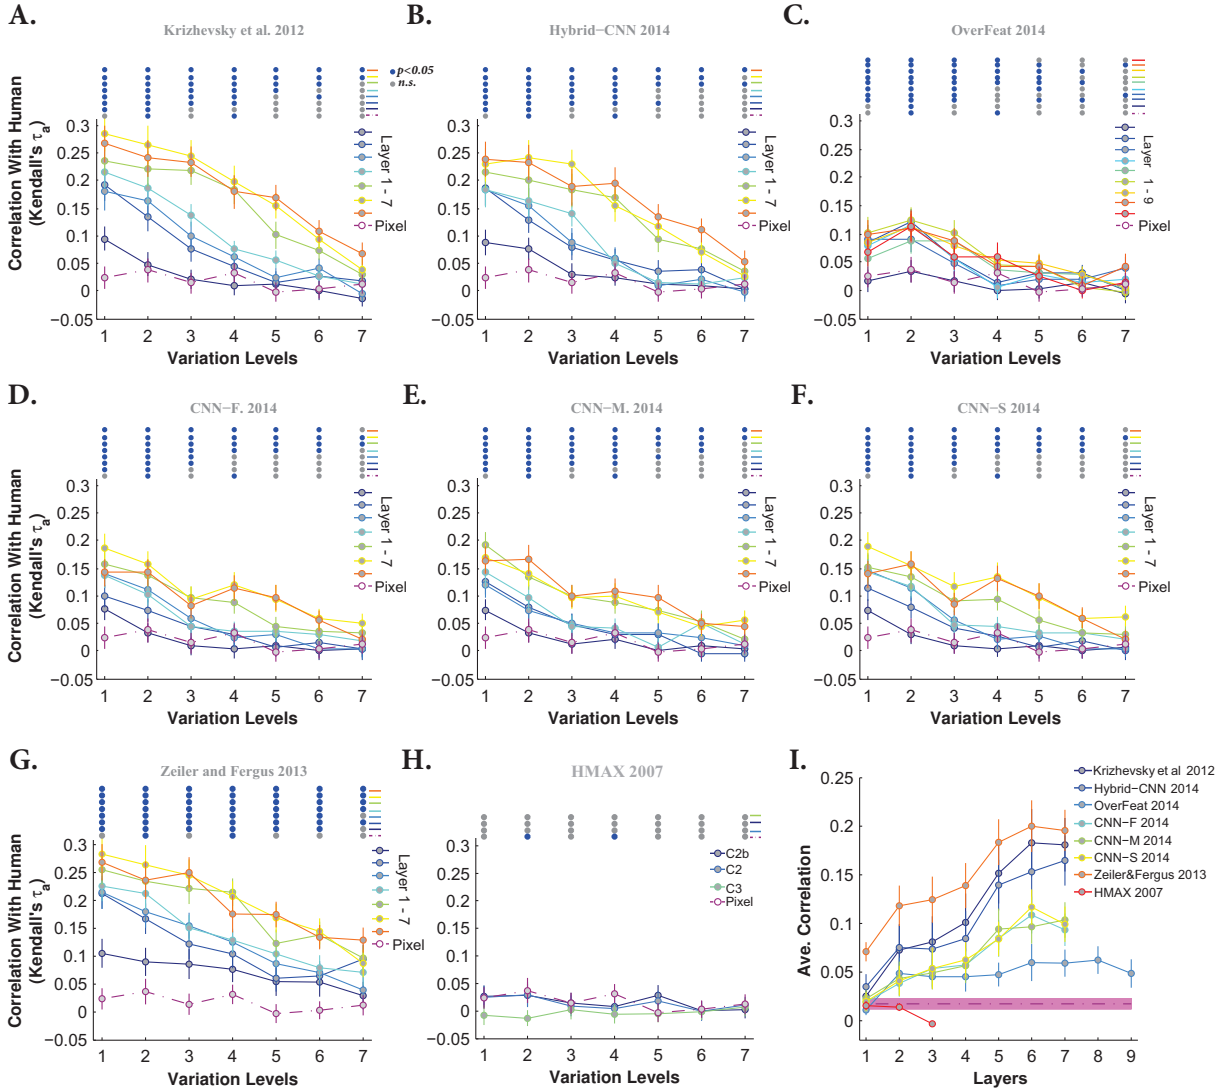 A.
Krizhevsky et al. 2012
p<0.05
n.s.
Correlation With Human
(Kendall's τa)
0.3
0.25
0.2
0.15
0.1
0.05
0
−0.05
1 2 3 4 5 6 7
Variation Levels
Layer 1 - 7
Pixel
B.
Hybrid−CNN 2014
0.3
0.25
0.2
0.15
0.1
0.05
0
−0.05
1 2 3 4 5 6 7
Variation Levels
Layer 1 - 7
Pixel
C.
OverFeat 2014
0.3
0.25
0.2
0.15
0.1
0.05
0
−0.05
1 2 3 4 5 6 7
Variation Levels
Layer 1 - 9
Pixel
D.
CNN−F. 2014
Correlation With Human
(Kendall's τa)
0.3
0.25
0.2
0.15
0.1
0.05
0
−0.05
1 2 3 4 5 6 7
Variation Levels
Layer 1 - 7
Pixel
E.
CNN−M. 2014
0.3
0.25
0.2
0.15
0.1
0.05
0
−0.05
1 2 3 4 5 6 7
Variation Levels
Layer 1 - 7
Pixel
F.
CNN−S 2014
0.3
0.25
0.2
0.15
0.1
0.05
0
−0.05
1 2 3 4 5 6 7
Variation Levels
Layer 1 - 7
Pixel
G.
Zeiler and Fergus 2013
Correlation With Human
(Kendall's τa)
0.3
0.25
0.2
0.15
0.1
0.05
0
−0.05
1 2 3 4 5 6 7
Variation Levels
Layer 1 - 7
Pixel
H.
HMAX 2007
0.3
0.25
0.2
0.15
0.1
0.05
0
−0.05
1 2 3 4 5 6 7
Variation Levels
C2b
C2
C3
Pixel
I.
Ave. Correlation
0.25
0.2
0.15
0.1
0.05
0
1 2 3 4 5 6 7 8 9
Layers
Krizhevsky et al 2012
Hybrid−CNN 2014
OverFeat 2014
CNN−F 2014
CNN−M 2014
CNN−S 2014
Zeiler&Fergus 2013
HMAX 2007